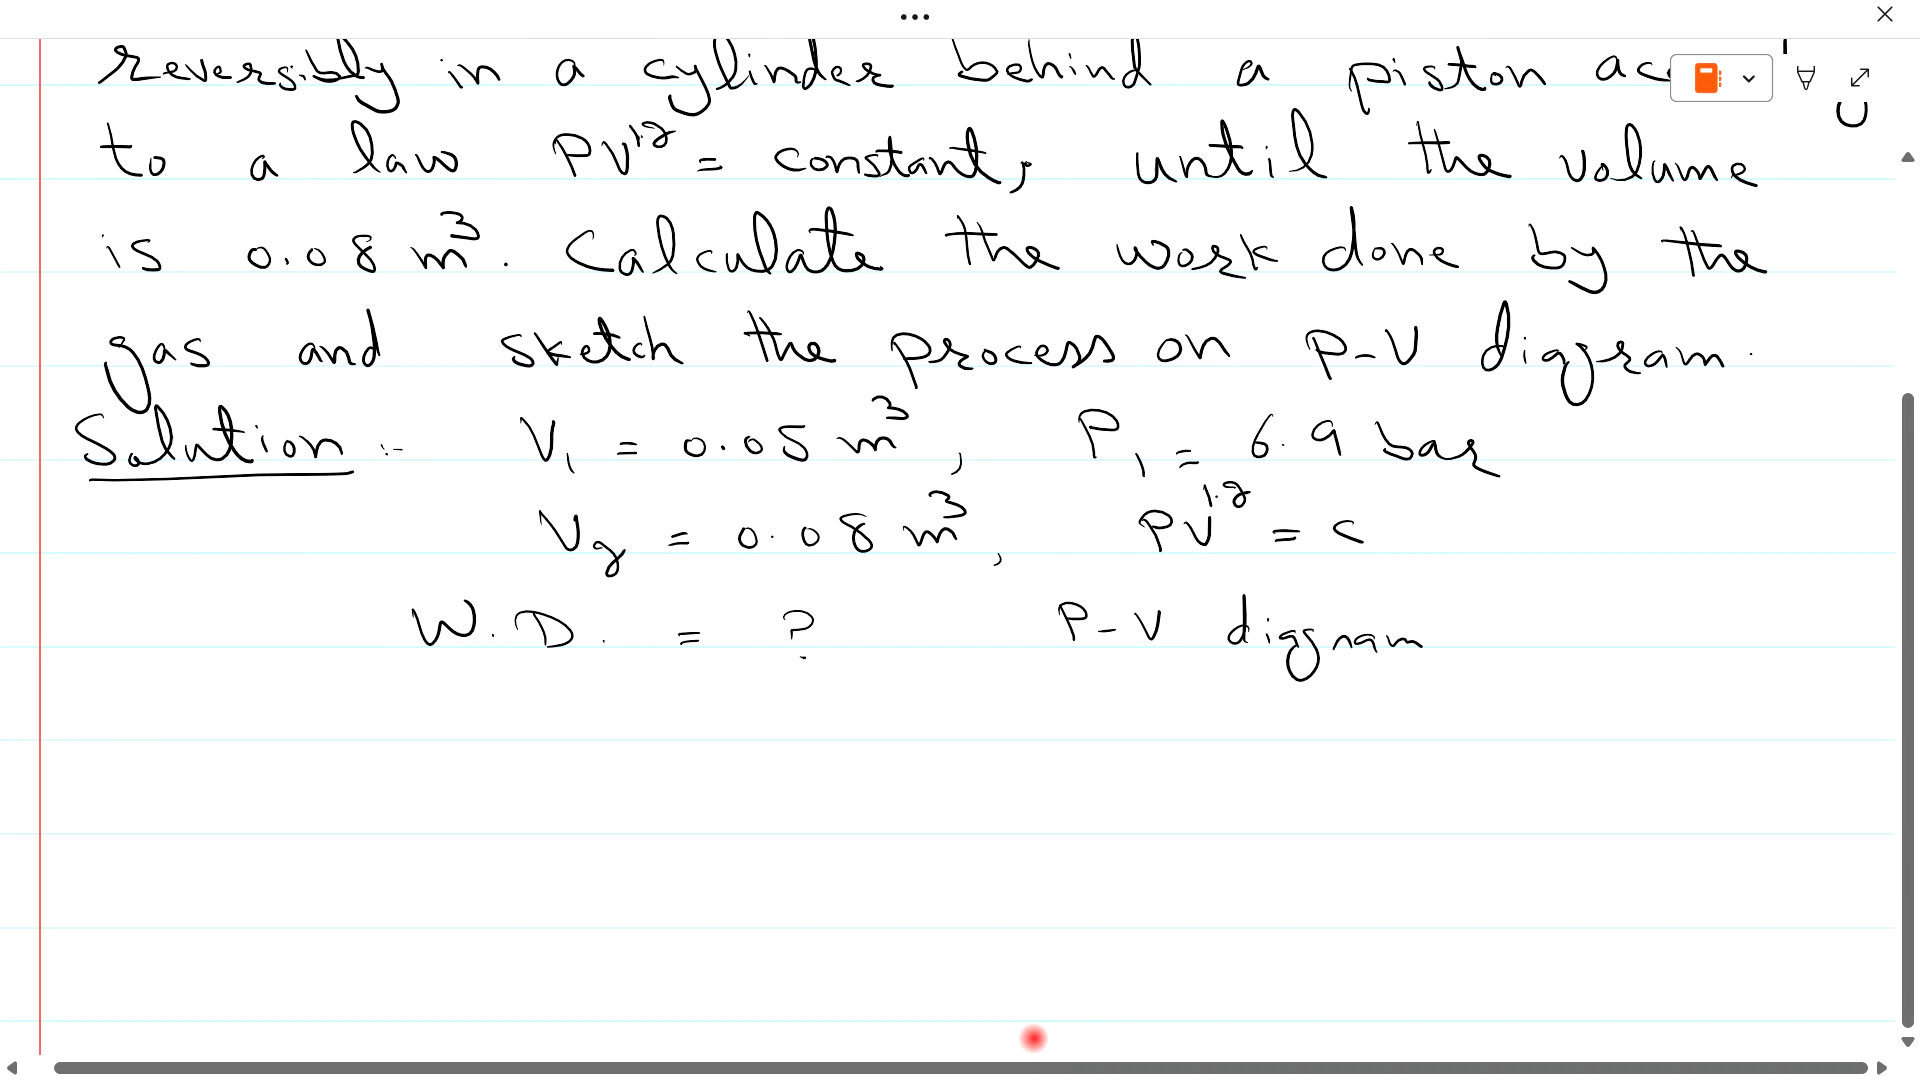 reversibly in a cylinder behind a piston
to a law PV^1.2 = constant, until the volume
is 0.08 m³. Calculate the work done by the
gas and sketch the process on P-V diagram.
Solution :- V₁ = 0.05 m³, P₁ = 6.9 bar
V₂ = 0.08 m³, PV^1.2 = c
W.D. = ? P-V diagram